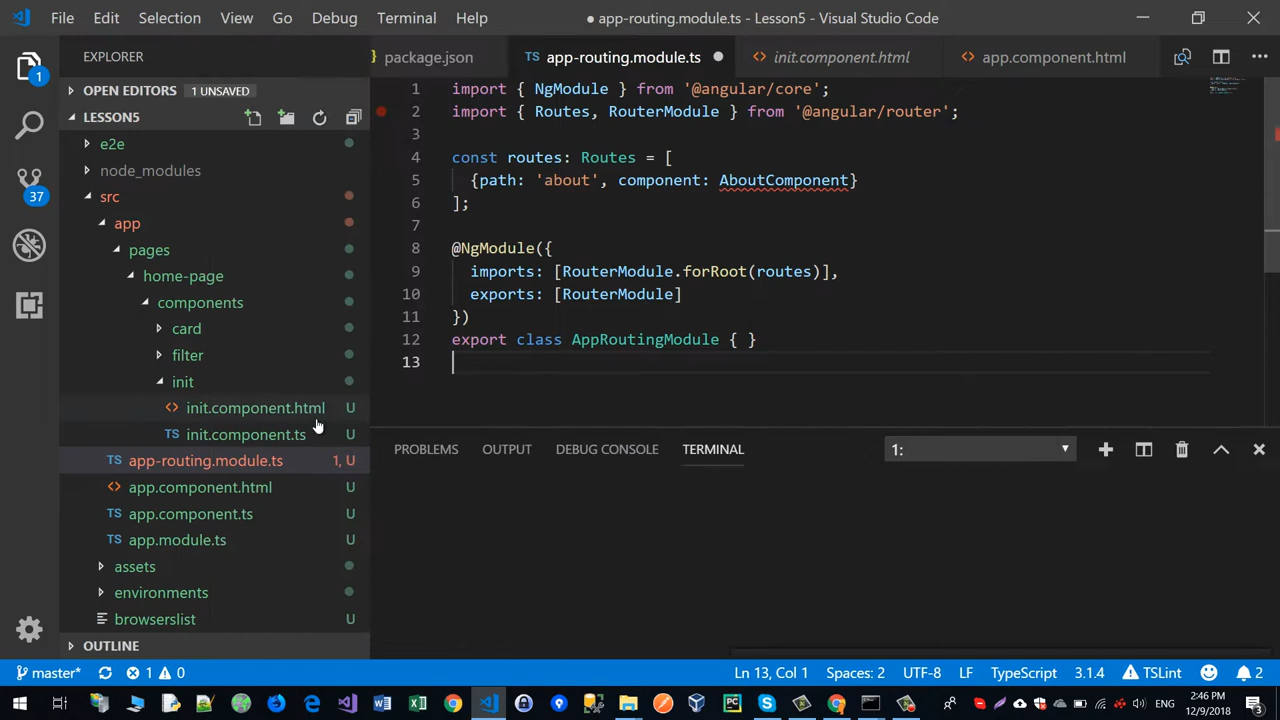 File Edit Selection View Go Debug Terminal Help
● app-routing.module.ts - Lesson5 - Visual Studio Code
EXPLORER
1
OPEN EDITORS 1 UNSAVED
LESSON5
37
e2e
node_modules
src
app
pages
home-page
components
card
filter
init
<> init.component.html U
TS init.component.ts U
TS app-routing.module.ts 1, U
<> app.component.html U
TS app.component.ts U
TS app.module.ts U
assets
environments
browserslist U
OUTLINE
} package.json
TS app-routing.module.ts ●
<> init.component.html
<> app.component.html
1 import { NgModule } from '@angular/core';
2 import { Routes, RouterModule } from '@angular/router';
3
4 const routes: Routes = [
5 {path: 'about', component: AboutComponent}
6 ];
7
8 @NgModule({
9 imports: [RouterModule.forRoot(routes)],
10 exports: [RouterModule]
11 })
12 export class AppRoutingModule { }
13
PROBLEMS OUTPUT DEBUG CONSOLE TERMINAL
1:
master* 1 0
Ln 13, Col 1 Spaces: 2 UTF-8 LF TypeScript 3.1.4 TSLint 2
ENG
2:46 PM
12/9/2018